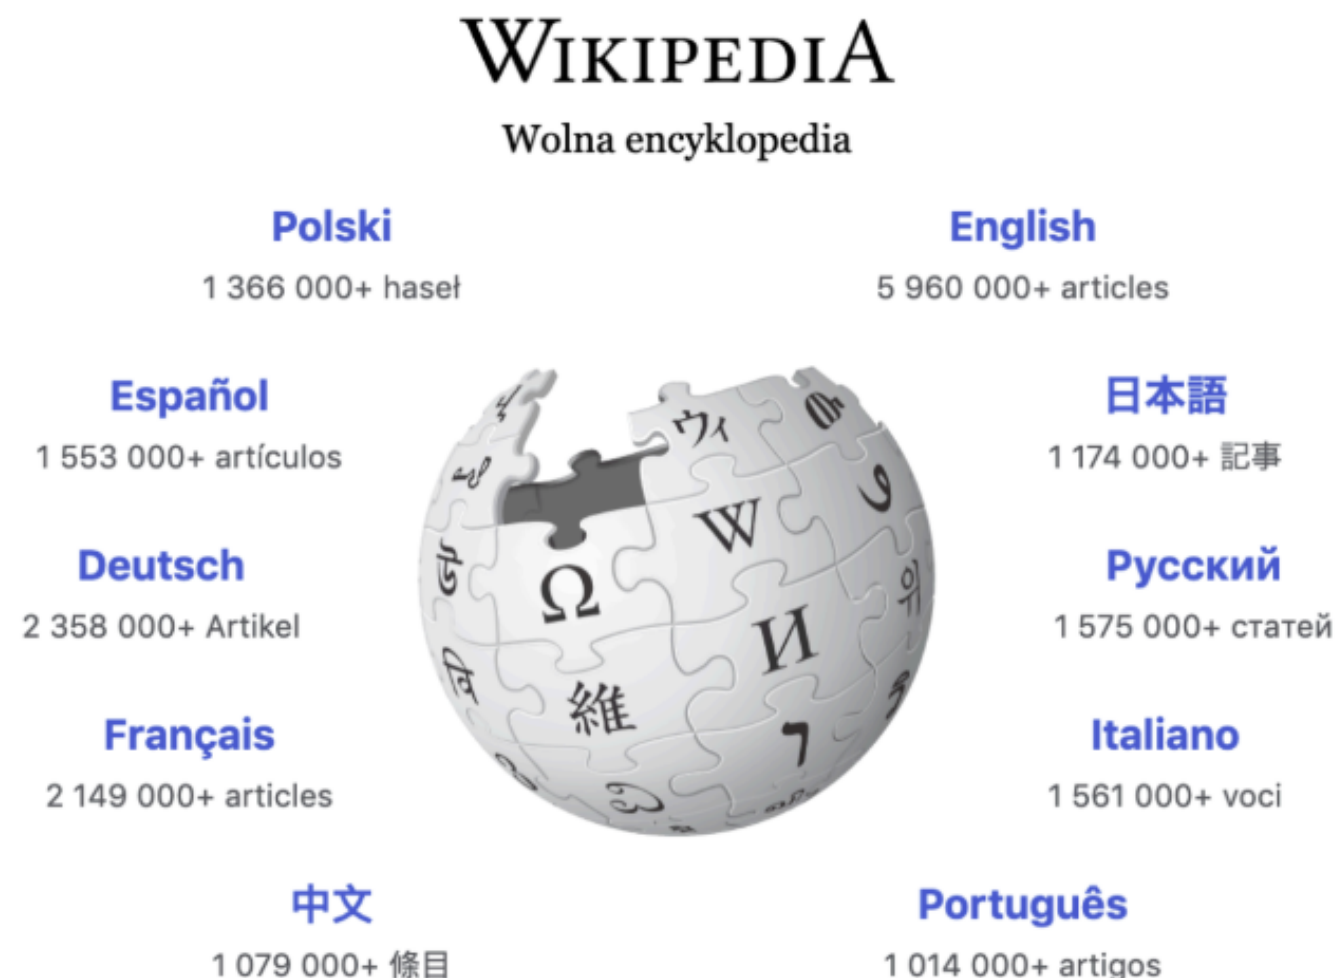 WIKIPEDIA
Wolna encyklopedia
Polski
1 366 000+ haseł
English
5 960 000+ articles
Español
1 553 000+ artículos
日本語
1 174 000+ 記事
Deutsch
2 358 000+ Artikel
Русский
1 575 000+ статей
Français
2 149 000+ articles
Italiano
1 561 000+ voci
中文
1 079 000+ 條目
Português
1 014 000+ artigos
ウィ
W
Ω
И
維